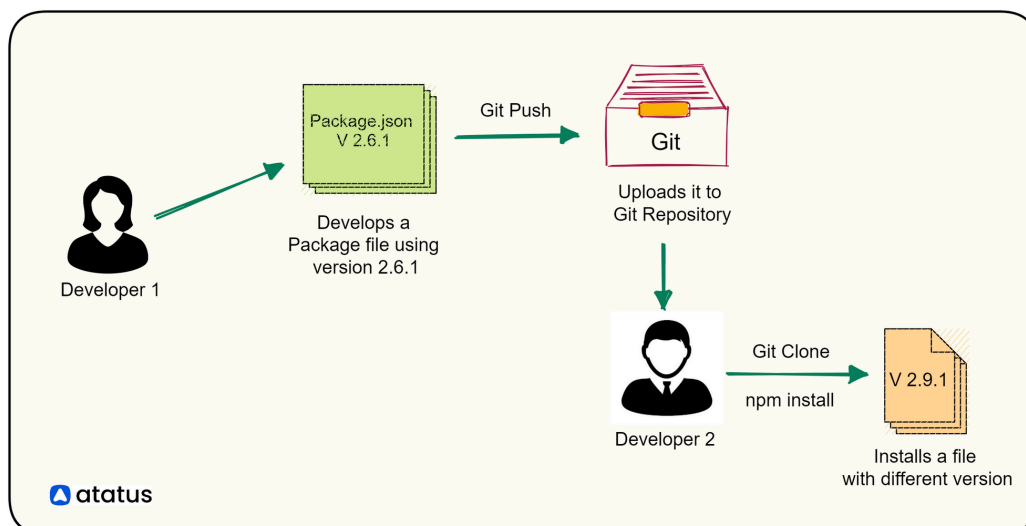 Package.json
V 2.6.1
Git Push
Git
Uploads it to
Git Repository
Develops a
Package file using
version 2.6.1
Developer 1
Git Clone
npm install
V 2.9.1
Developer 2
Installs a file
with different version
atatus